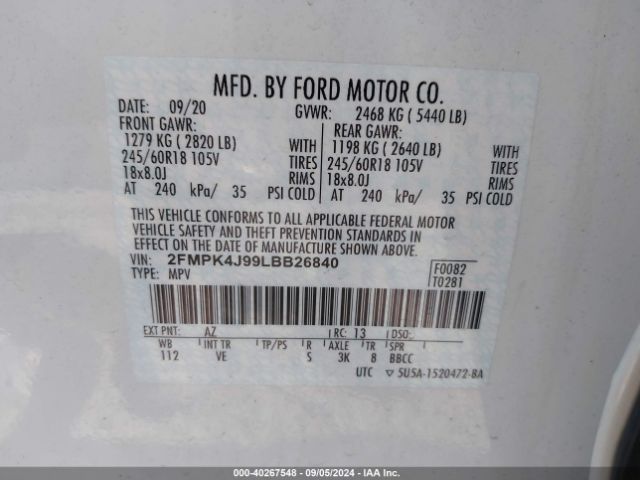 MFD. BY FORD MOTOR CO.
DATE: 09/20 GVWR: 2468 KG ( 5440 LB)
FRONT GAWR: REAR GAWR:
1279 KG ( 2820 LB) WITH 1198 KG ( 2640 LB) WITH
245/60R18 105V TIRES 245/60R18 105V TIRES
18x8.0J RIMS 18x8.0J RIMS
AT 240 kPa/ 35 PSI COLD AT 240 kPa/ 35 PSI COLD
THIS VEHICLE CONFORMS TO ALL APPLICABLE FEDERAL MOTOR
VEHICLE SAFETY AND THEFT PREVENTION STANDARDS IN
EFFECT ON THE DATE OF MANUFACTURE SHOWN ABOVE.
VIN: 2FMPK4J99LBB26840 F0082
TYPE: MPV T0281
EXT PNT: AZ RC: 13 DSO:
WB INT TR TP/PS R AXLE TR SPR
112 VE S 3K 8 BBCC
UTC ▽ 5U5A-1520472-BA
000-40267548 - 09/05/2024 - IAA Inc.